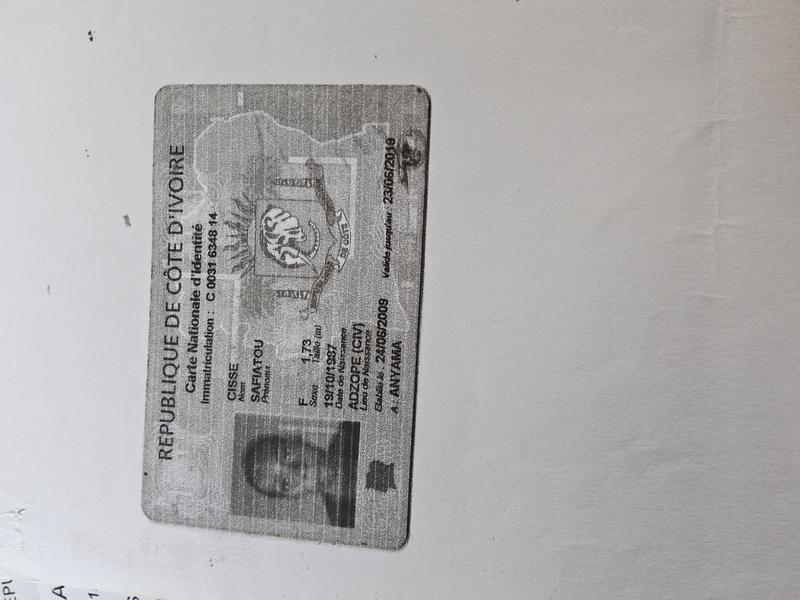 RÉPUBLIQUE DE CÔTE D'IVOIRE
Carte Nationale d'Identité
Immatriculation : C 0031 6348 14
CISSE
Nom
SAFIATOU
Prénoms
F 1,73
Sexe Taille (m)
19/10/1987
Date de Naissance
ADZOPE (CIV)
Lieu de Naissance
Etablie le : 24/06/2009 Valide jusqu'au : 23/06/2019
A : ANYAMA